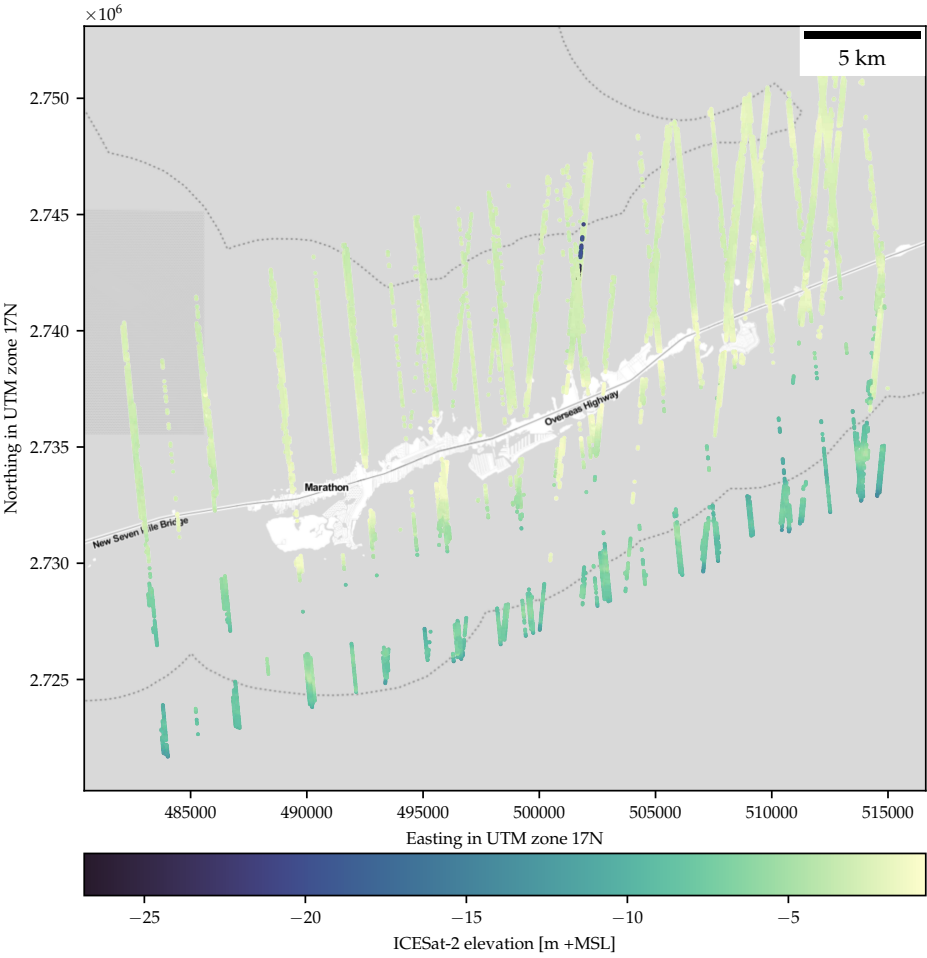 ×10⁶
5 km
2.750
2.745
2.740
2.735
2.730
2.725
Northing in UTM zone 17N
Overseas Highway
Marathon
New Seven Mile Bridge
485000 490000 495000 500000 505000 510000 515000
Easting in UTM zone 17N
−25 −20 −15 −10 −5
ICESat-2 elevation [m +MSL]